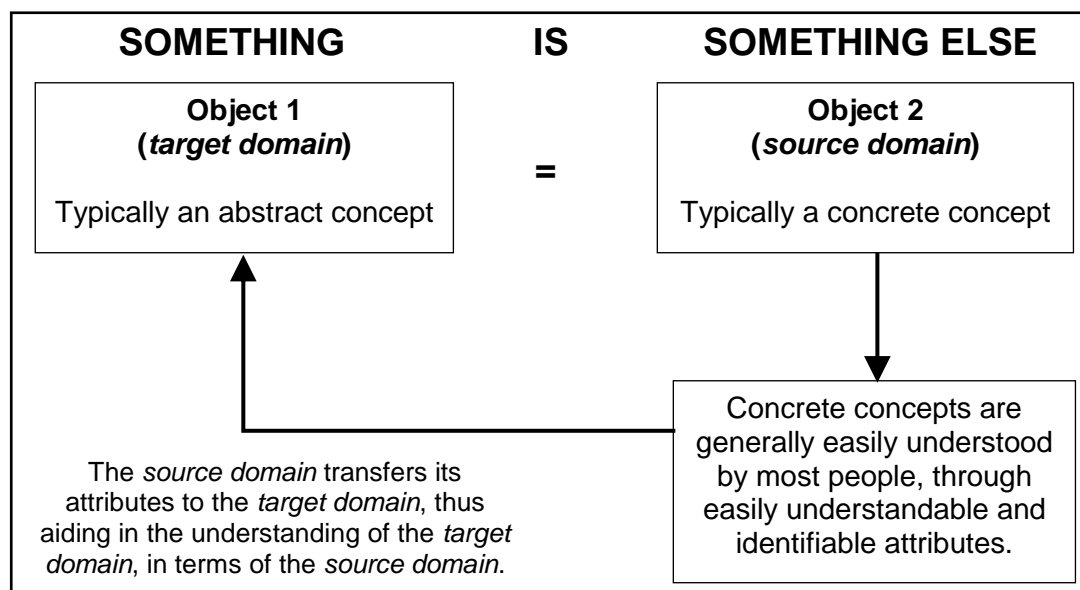 SOMETHING IS SOMETHING ELSE
Object 1
(target domain)
Typically an abstract concept
=
Object 2
(source domain)
Typically a concrete concept
The source domain transfers its
attributes to the target domain, thus
aiding in the understanding of the target
domain, in terms of the source domain.
Concrete concepts are
generally easily understood
by most people, through
easily understandable and
identifiable attributes.